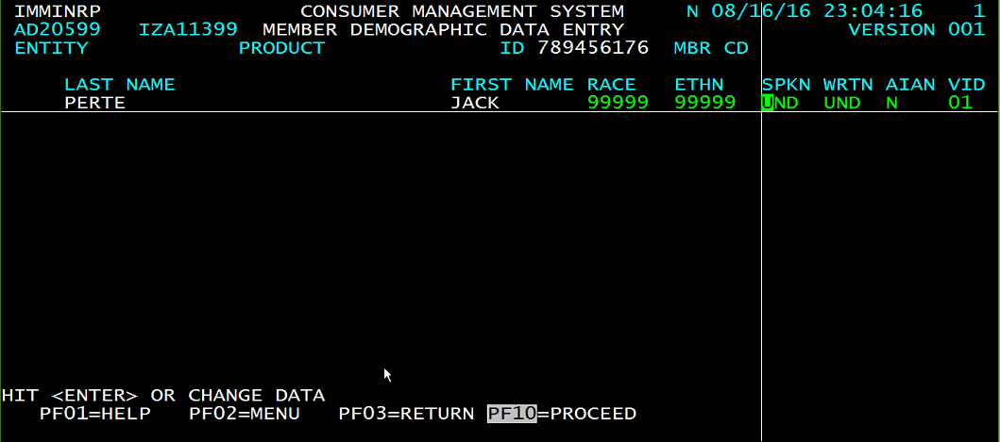 IMMINRP CONSUMER MANAGEMENT SYSTEM N 08/16/16 23:04:16 1
AD20599 IZA11399 MEMBER DEMOGRAPHIC DATA ENTRY VERSION 001
ENTITY PRODUCT ID 789456176 MBR CD
LAST NAME FIRST NAME RACE ETHN SPKN WRTN AIAN VID
PERTE JACK 99999 99999 UND UND N 01
HIT <ENTER> OR CHANGE DATA
PF01=HELP PF02=MENU PF03=RETURN PF10=PROCEED